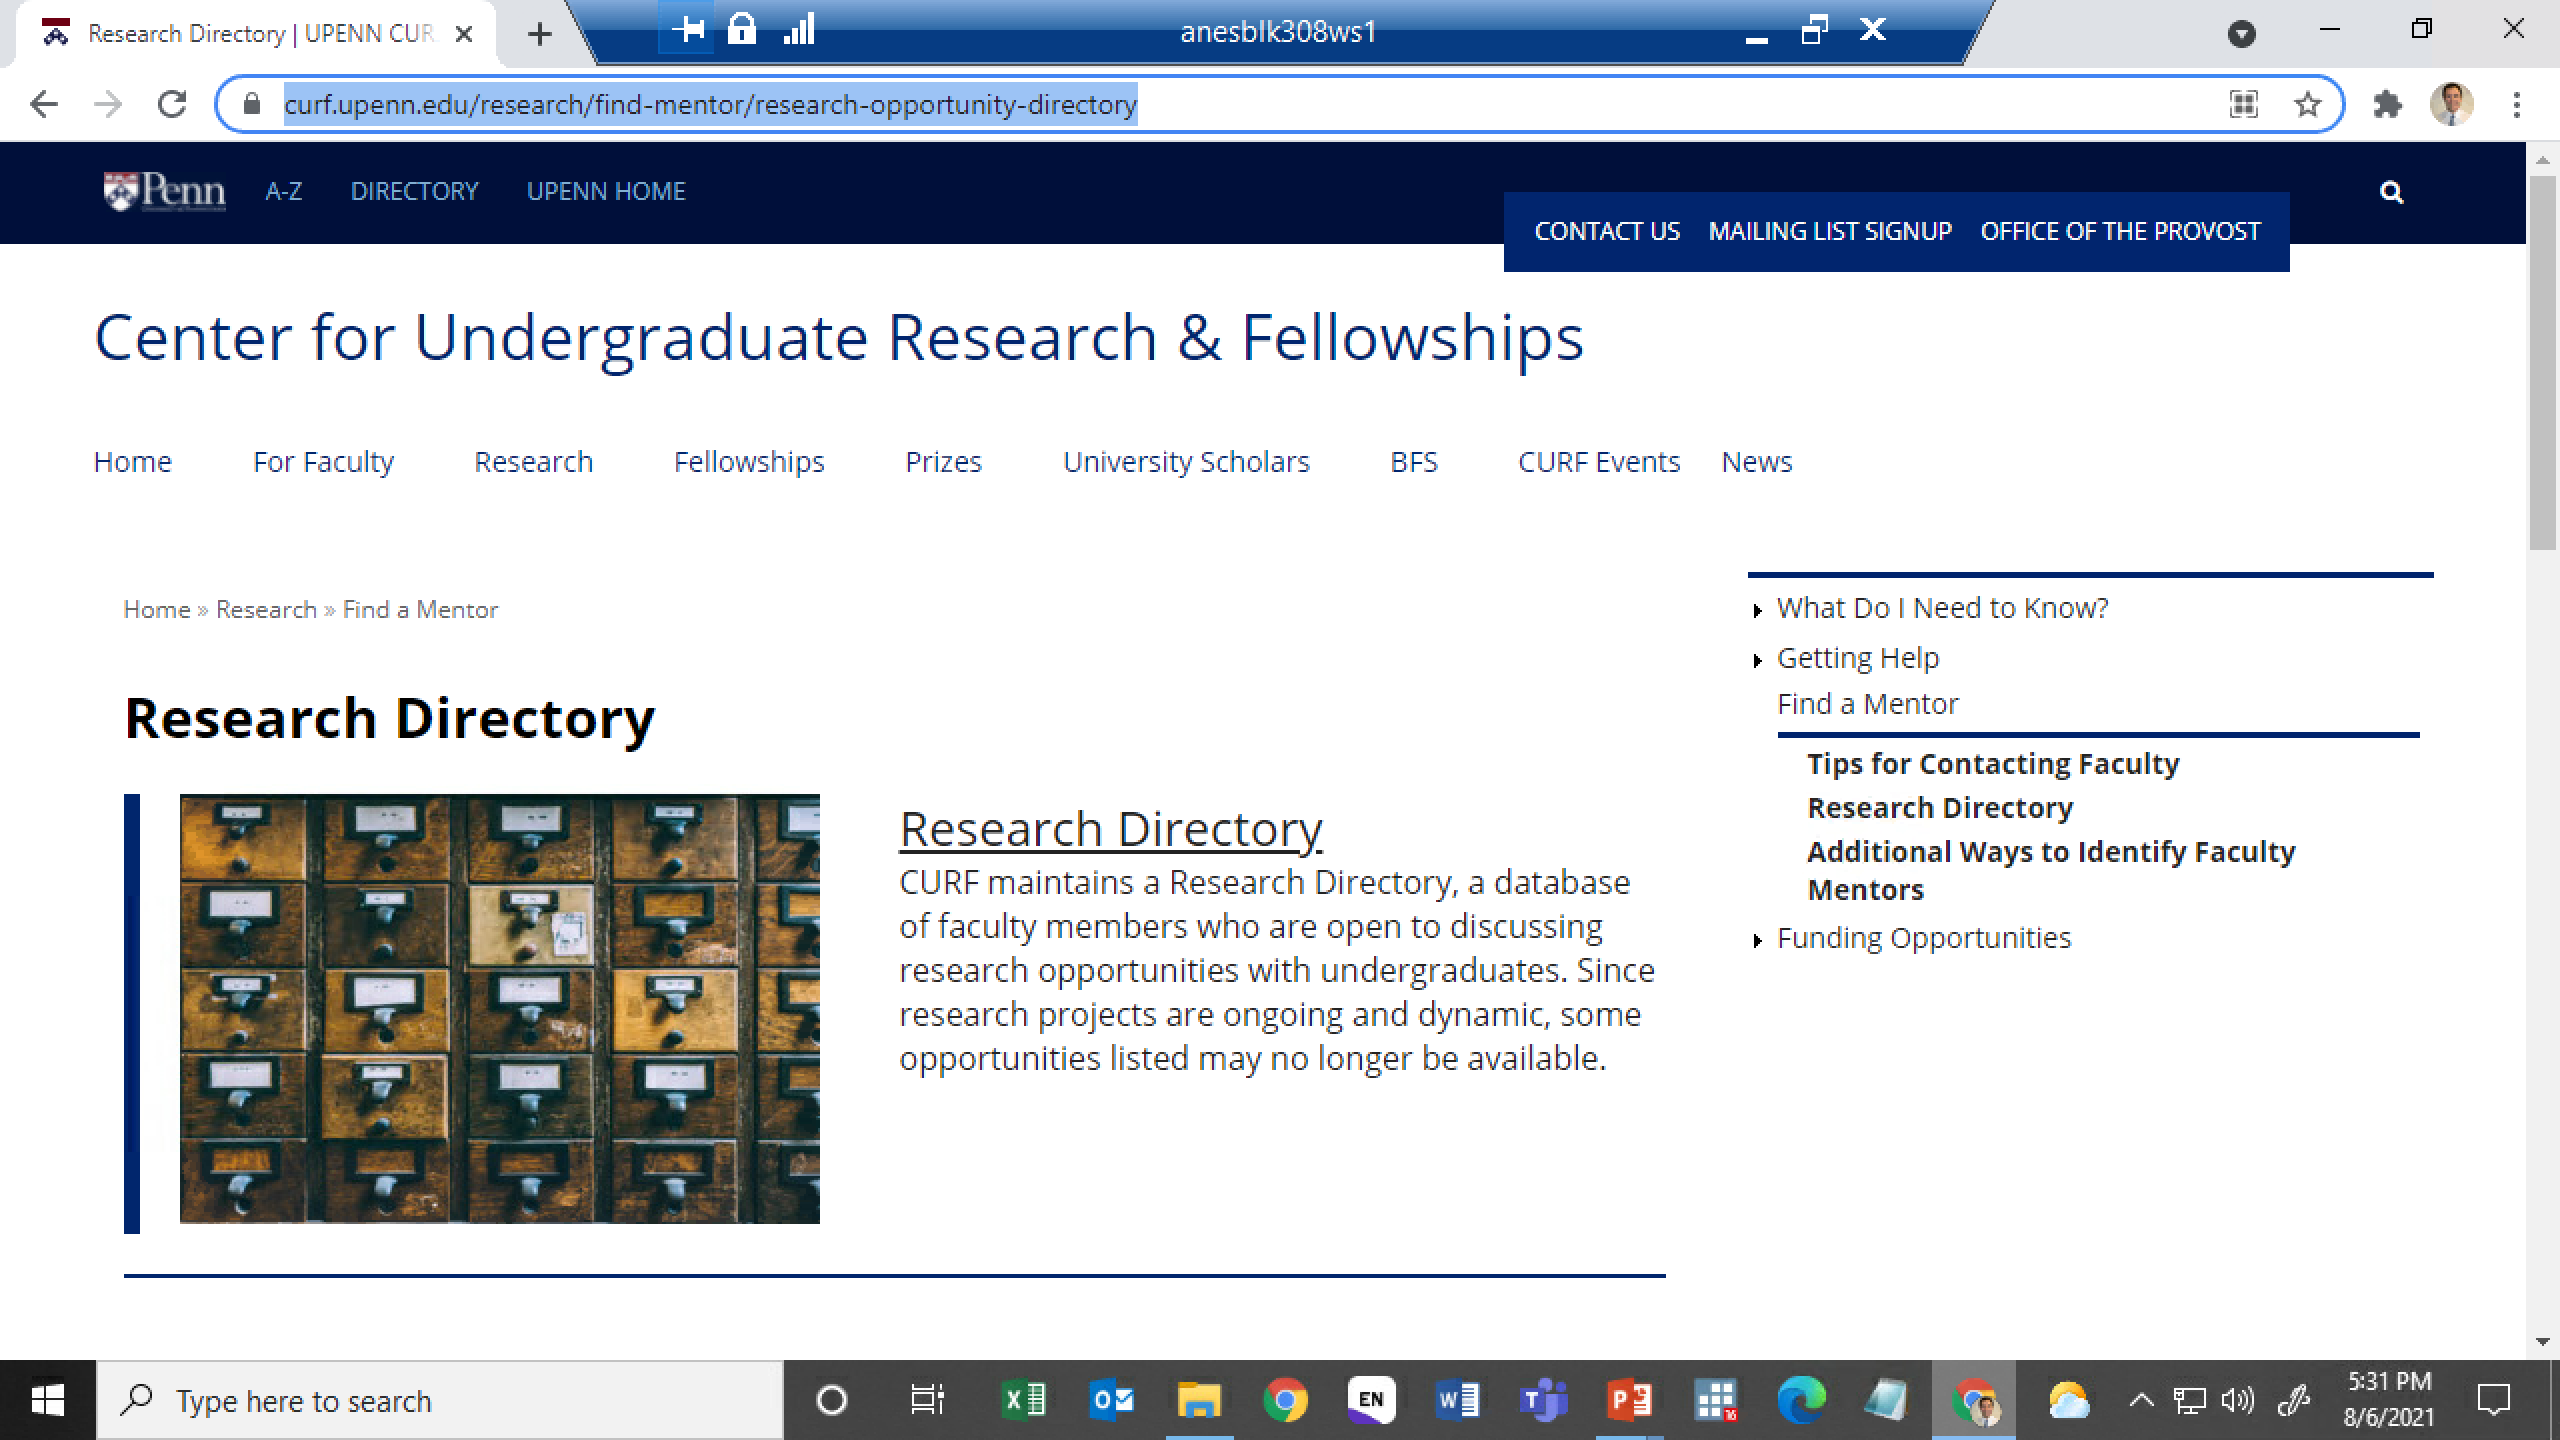 Research Directory | UPENN CUR
anesblk308ws1
curf.upenn.edu/research/find-mentor/research-opportunity-directory
Penn
A-Z
DIRECTORY
UPENN HOME
CONTACT US
MAILING LIST SIGNUP
OFFICE OF THE PROVOST
Center for Undergraduate Research & Fellowships
Home
For Faculty
Research
Fellowships
Prizes
University Scholars
BFS
CURF Events
News
Home » Research » Find a Mentor
Research Directory
Research Directory
CURF maintains a Research Directory, a database
of faculty members who are open to discussing
research opportunities with undergraduates. Since
research projects are ongoing and dynamic, some
opportunities listed may no longer be available.
What Do I Need to Know?
Getting Help
Find a Mentor
Tips for Contacting Faculty
Research Directory
Additional Ways to Identify Faculty
Mentors
Funding Opportunities
Type here to search
EN
16
5:31 PM
8/6/2021